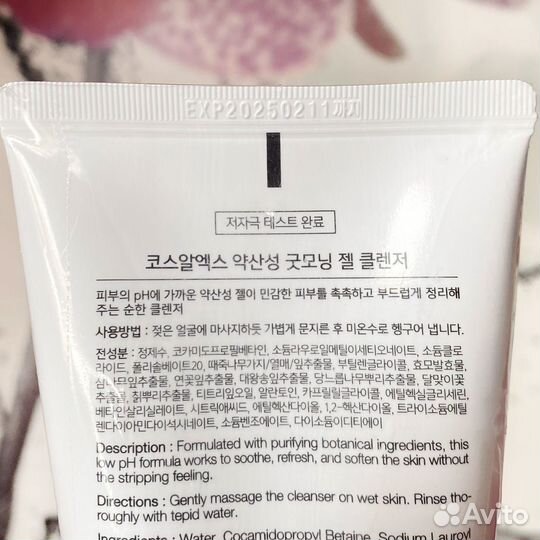 EXP20250211까지
저자극 테스트 완료
코스알엑스 약산성 굿모닝 젤 클렌저
피부의 pH에 가까운 약산성 젤이 민감한 피부를 촉촉하고 부드럽게 정리해
주는 순한 클렌저
사용방법 : 젖은 얼굴에 마사지하듯 가볍게 문지른 후 미온수로 헹구어 냅니다.
전성분 : 정제수, 코카미도프로필베타인, 소듐라우로일메틸이세티오네이트, 소듐클로
라이드, 폴리솔베이트20, 때죽나무가지/열매/잎추출물, 부틸렌글라이콜, 효모발효물,
삼나무잎추출물, 연꽃잎추출물, 대왕송잎추출물, 당느릅나무뿌리추출물, 달맞이꽃
추출물, 칡뿌리추출물, 티트리잎오일, 알란토인, 카프릴릴글라이콜, 에틸헥실글리세린,
베타인살리실레이트, 시트릭애씨드, 에틸헥산다이올, 1,2-헥산다이올, 트라이소듐에틸
렌다이아민다이석시네이트, 소듐벤조에이트, 다이소듐이디티에이
Description : Formulated with purifying botanical ingredients, this
low pH formula works to soothe, refresh, and soften the skin without
the stripping feeling.
Directions : Gently massage the cleanser on wet skin. Rinse tho-
roughly with tepid water.
Ingredients : Water, Cocamidopropyl Betaine, Sodium Lauroyl
Avito